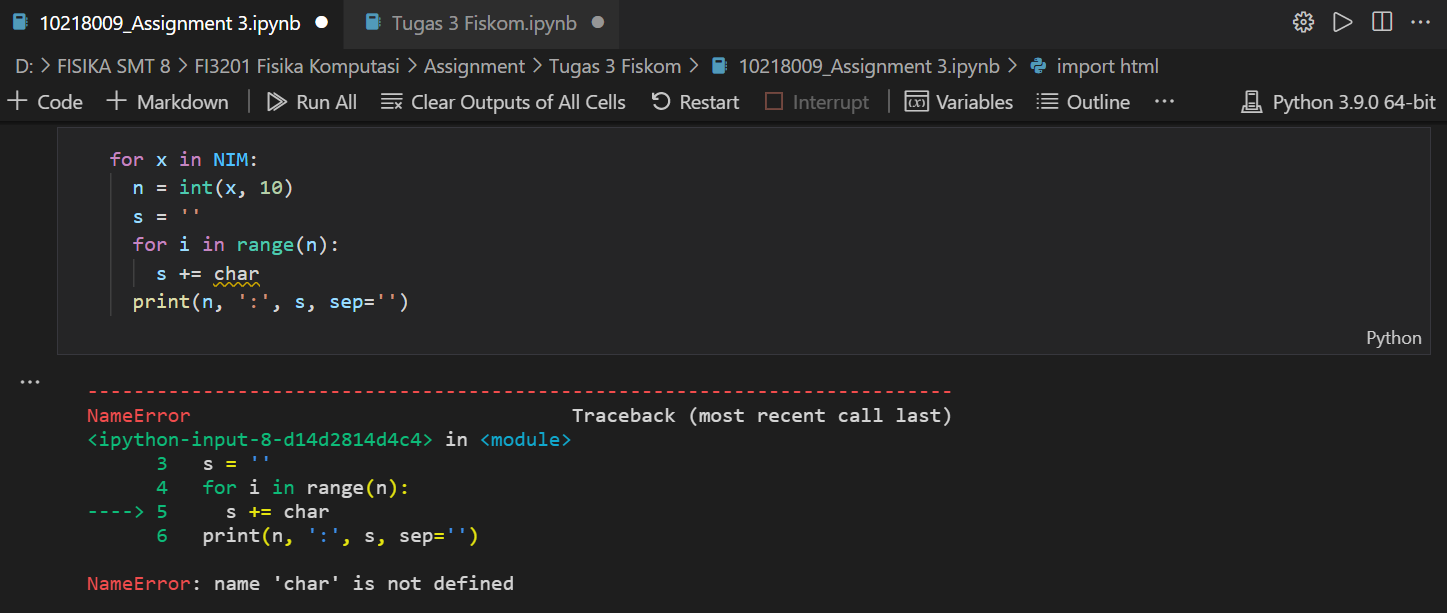 10218009_Assignment 3.ipynb ● Tugas 3 Fiskom.ipynb ●
D: > FISIKA SMT 8 > FI3201 Fisika Komputasi > Assignment > Tugas 3 Fiskom > 10218009_Assignment 3.ipynb > import html
+ Code + Markdown | Run All Clear Outputs of All Cells Restart Interrupt | Variables Outline ... Python 3.9.0 64-bit
for x in NIM:
  n = int(x, 10)
  s = ''
  for i in range(n):
    s += char
  print(n, ':', s, sep='')
Python
...
---------------------------------------------------------------------------
NameError                                 Traceback (most recent call last)
<ipython-input-8-d14d2814d4c4> in <module>
      3   s = ''
      4   for i in range(n):
----> 5     s += char
      6   print(n, ':', s, sep='')
NameError: name 'char' is not defined